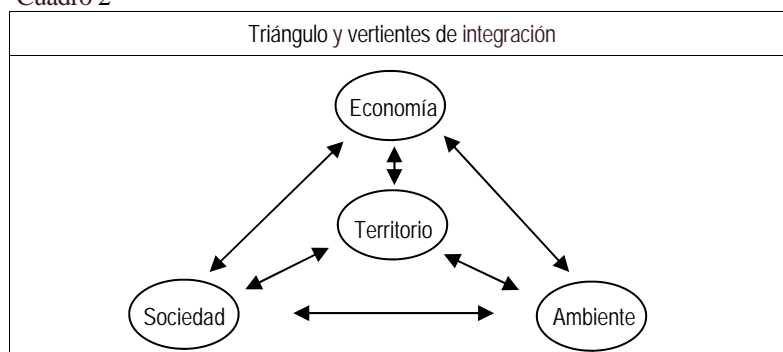 Cuadro 2
Triángulo y vertientes de integración
Economía
Territorio
Sociedad
Ambiente